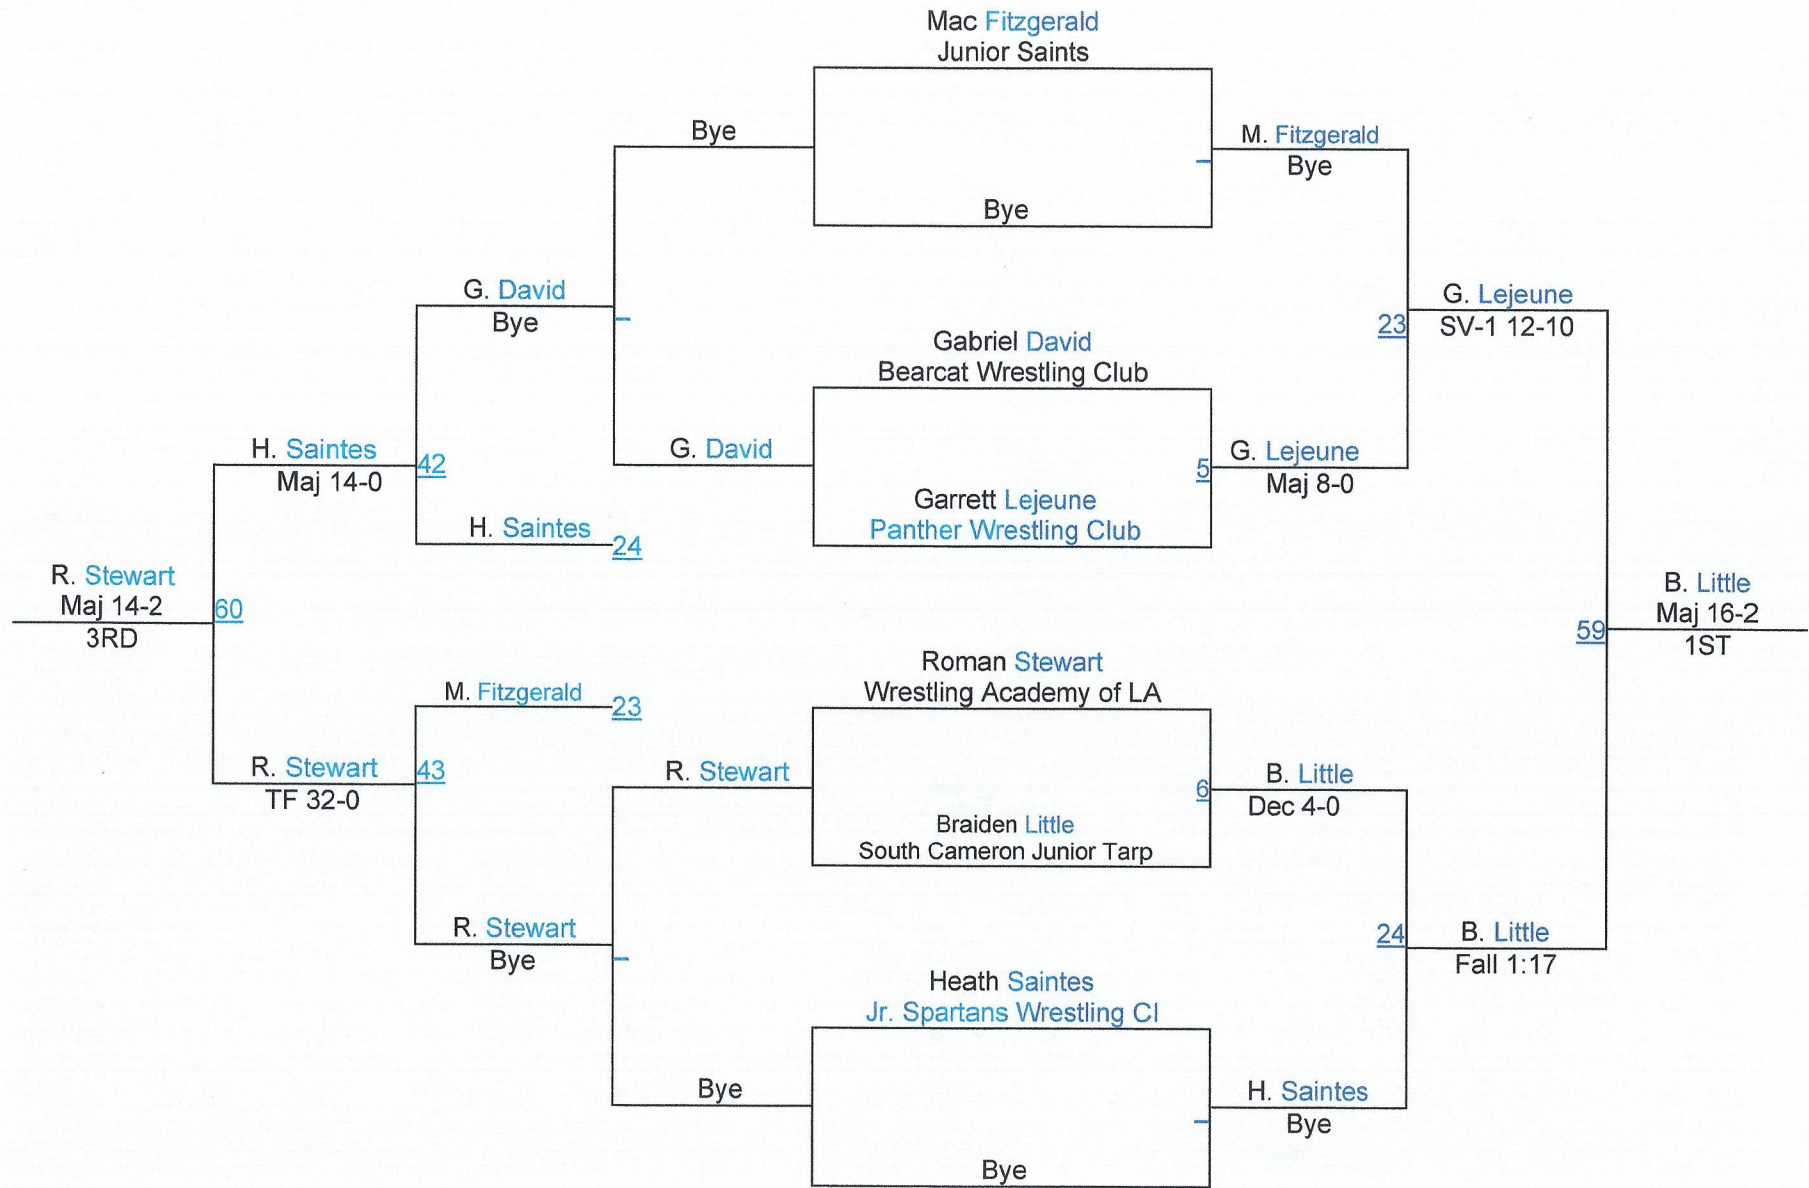 Mac Fitzgerald
Junior Saints
Bye
M. Fitzgerald
Bye
Bye
G. David
Bye
G. Lejeune
SV-1 12-10
23
Gabriel David
Bearcat Wrestling Club
H. Saintes
Maj 14-0
42
G. David
5
G. Lejeune
Maj 8-0
Garrett Lejeune
Panther Wrestling Club
H. Saintes
24
R. Stewart
Maj 14-2
3RD
60
B. Little
Maj 16-2
1ST
59
Roman Stewart
Wrestling Academy of LA
M. Fitzgerald
23
R. Stewart
TF 32-0
43
R. Stewart
6
B. Little
Dec 4-0
Braiden Little
South Cameron Junior Tarp
R. Stewart
Bye
24
B. Little
Fall 1:17
Heath Saintes
Jr. Spartans Wrestling Cl
Bye
H. Saintes
Bye
Bye